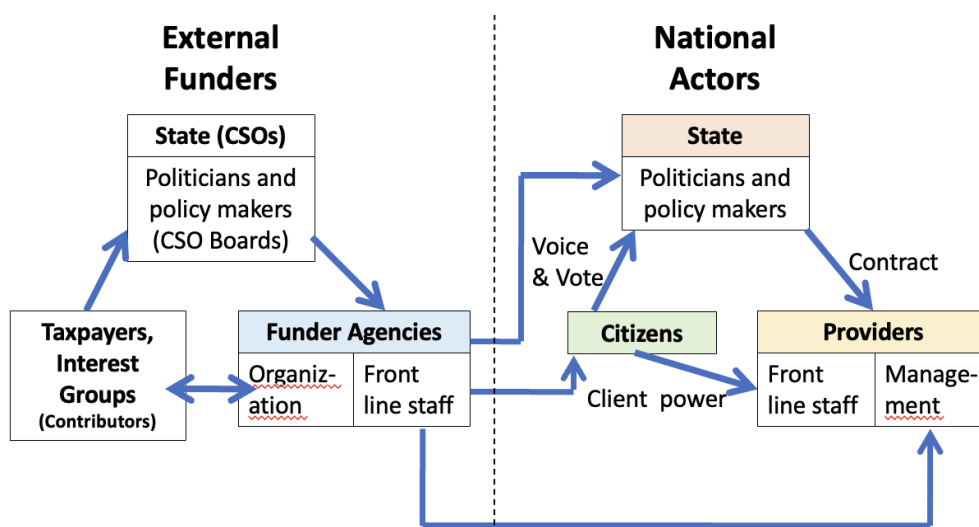 External
Funders
National
Actors
State (CSOs)
Politicians and
policy makers
(CSO Boards)
State
Politicians and
policy makers
Voice
& Vote
Contract
Taxpayers,
Interest
Groups
(Contributors)
Funder Agencies
Organiz-
ation
Front
line staff
Citizens
Client power
Providers
Front
line staff
Manage-
ment